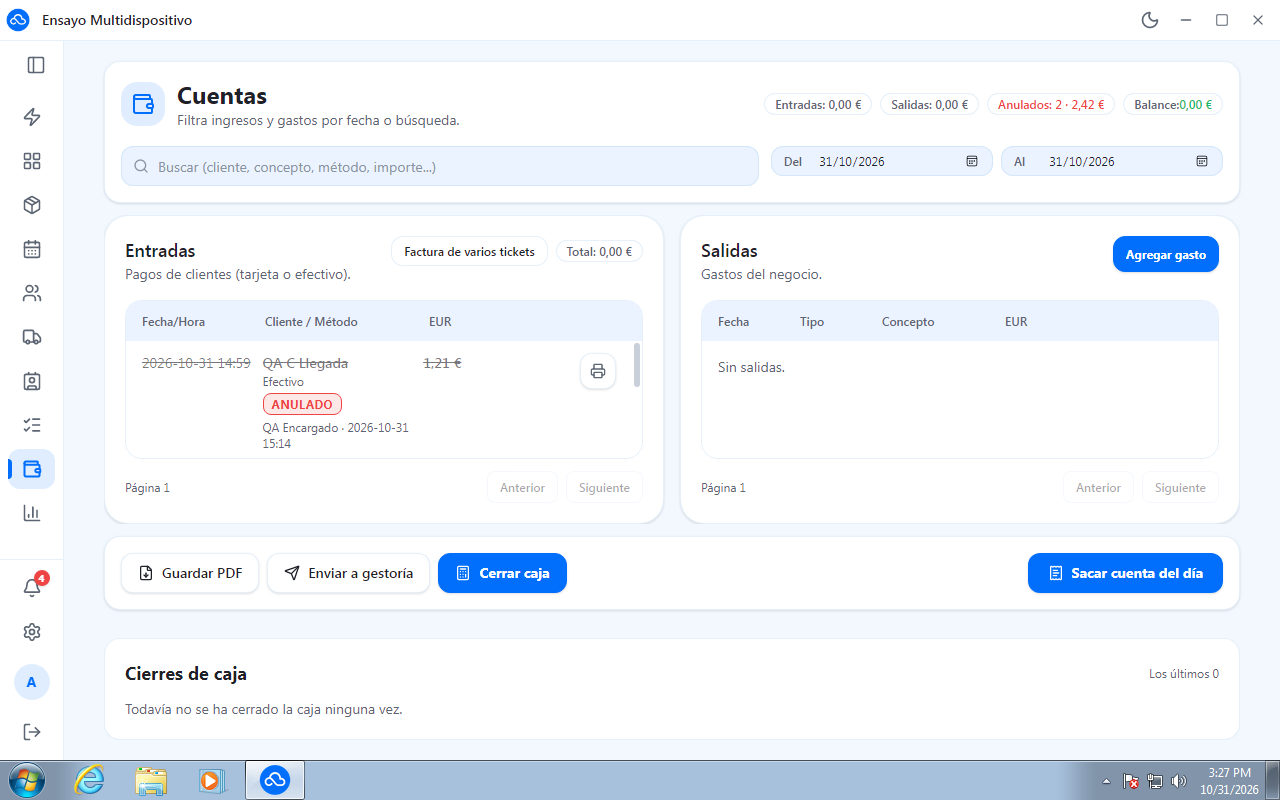 Ensayo Multidispositivo
Cuentas
Filtra ingresos y gastos por fecha o búsqueda.
Entradas: 0,00 €
Salidas: 0,00 €
Anulados: 2 · 2,42 €
Balance:0,00 €
Buscar (cliente, concepto, método, importe...)
Del 31/10/2026
Al 31/10/2026
Entradas
Pagos de clientes (tarjeta o efectivo).
Factura de varios tickets
Total: 0,00 €
Fecha/Hora Cliente / Método EUR
2026-10-31 14:59 QA C Llegada 1,21 €
Efectivo
ANULADO
QA Encargado · 2026-10-31
15:14
Página 1
Anterior
Siguiente
Salidas
Gastos del negocio.
Agregar gasto
Fecha Tipo Concepto EUR
Sin salidas.
Página 1
Anterior
Siguiente
Guardar PDF
Enviar a gestoría
Cerrar caja
Sacar cuenta del día
4
A
Cierres de caja
Los últimos 0
Todavía no se ha cerrado la caja ninguna vez.
3:27 PM
10/31/2026